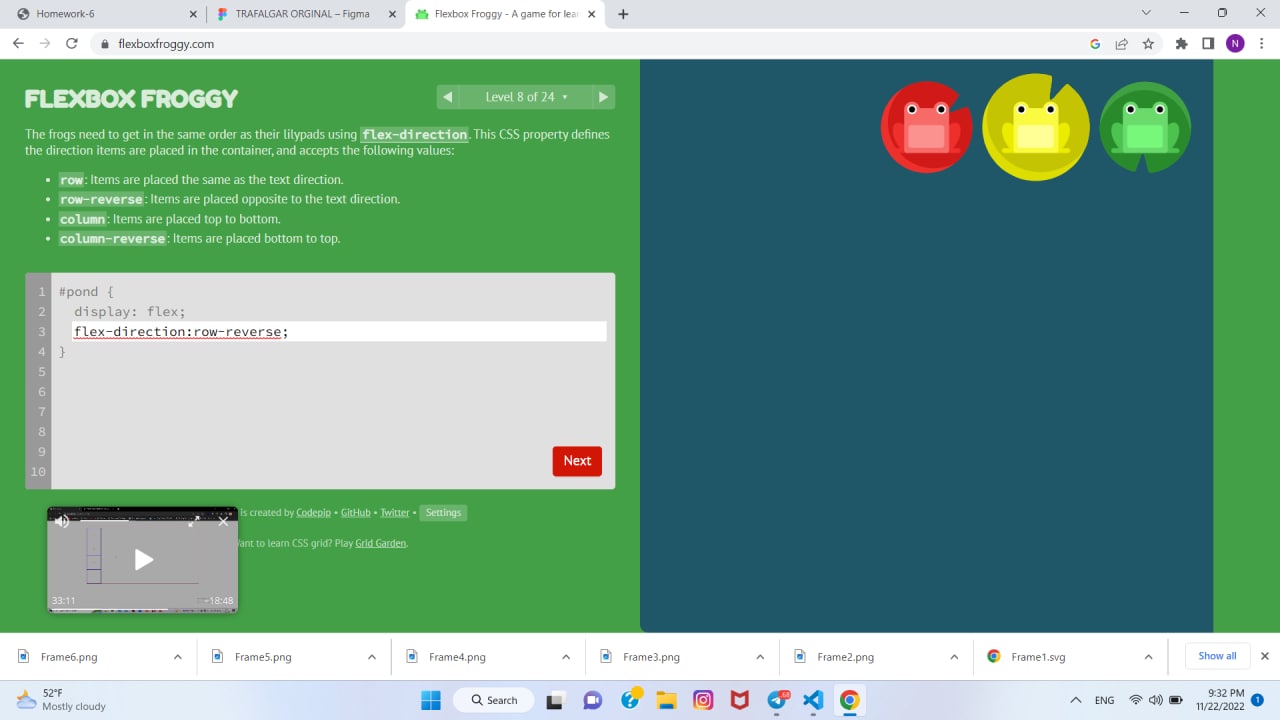 Homework-6
TRAFALGAR ORGINAL – Figma
Flexbox Froggy - A game for lea
flexboxfroggy.com
N
FLEXBOX FROGGY
Level 8 of 24
The frogs need to get in the same order as their lilypads using flex-direction. This CSS property defines
the direction items are placed in the container, and accepts the following values:
row: Items are placed the same as the text direction.
row-reverse: Items are placed opposite to the text direction.
column: Items are placed top to bottom.
column-reverse: Items are placed bottom to top.
1 #pond {
2 display: flex;
3 flex-direction:row-reverse;
4 }
5
6
7
8
9
10
Next
is created by Codepip • GitHub • Twitter • Settings
ant to learn CSS grid? Play Grid Garden.
33:11
-18:48
Frame6.png
Frame5.png
Frame4.png
Frame3.png
Frame2.png
Frame1.svg
Show all
52°F
Mostly cloudy
Search
68
ENG
9:32 PM
11/22/2022
1